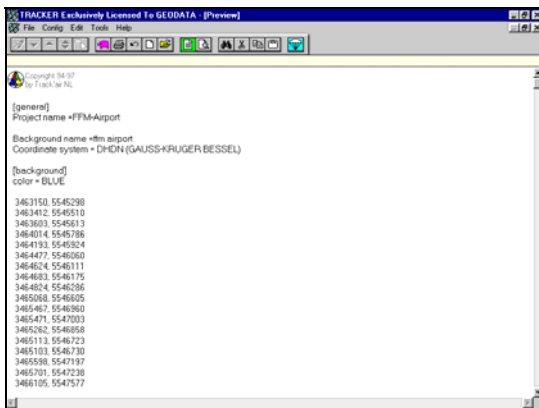 TRACKER Exclusively Licensed To GEODATA - [Preview]
File Config Edit Tools Help
Copyright 94-97
by Track'air NL
[general]
Project name =FFM-Airport
Background name =ffm airport
Coordinate system = DHDN (GAUSS-KRUGER BESSEL)
[background]
color = BLUE
3463150, 5545298
3463412, 5545510
3463603, 5545613
3464014, 5545786
3464193, 5545924
3464477, 5546060
3464624, 5546111
3464683, 5546175
3464824, 5546286
3465068, 5546605
3465467, 5546960
3465471, 5547003
3465262, 5546858
3465113, 5546723
3465103, 5546730
3465598, 5547197
3465701, 5547238
3466105, 5547577